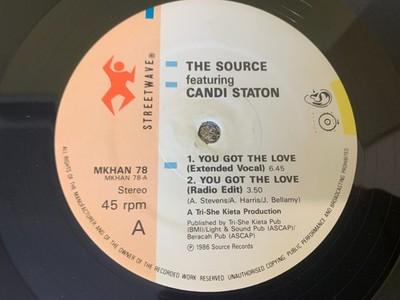 STREETWAVE®
THE SOURCE
featuring
CANDI STATON
MKHAN 78
MKHAN 78-A
Stereo
45 rpm
A
1. YOU GOT THE LOVE
(Extended Vocal) 6.45
2. YOU GOT THE LOVE
(Radio Edit) 3.50
(A. Stevens/A. Harris/J. Bellamy)
A Tri-She Kieta Production
Published by Tri-She Kieta Pub
(BMI)/Light & Sound Pub (ASCAP)/
Beracah Pub (ASCAP)
℗ 1986 Source Records
ALL RIGHTS OF THE MANUFACTURER AND OF THE OWNER OF THE RECORDED WORK RESERVED. UNAUTHORISED COPYING, PUBLIC PERFORMANCE AND BROADCASTING PROHIBITED.